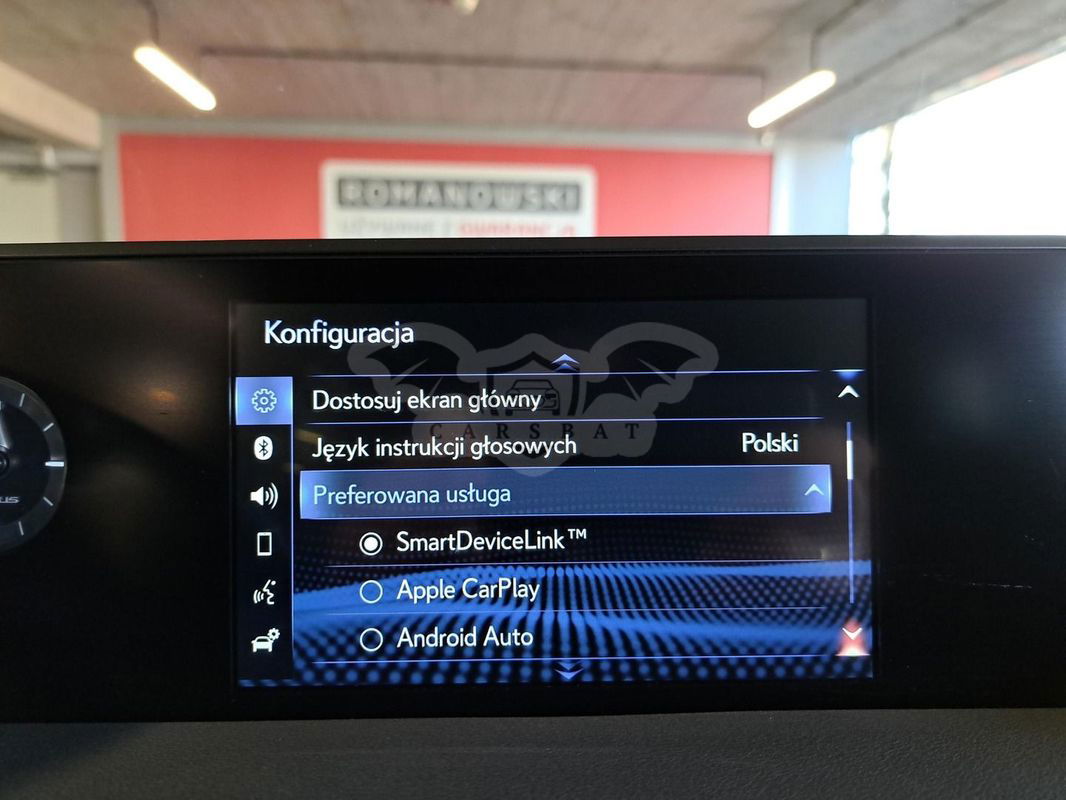 ROMANOWSKI
Konfiguracja
Dostosuj ekran główny
CARSBAT
Język instrukcji głosowych Polski
Preferowana usługa
SmartDeviceLink™
Apple CarPlay
Android Auto